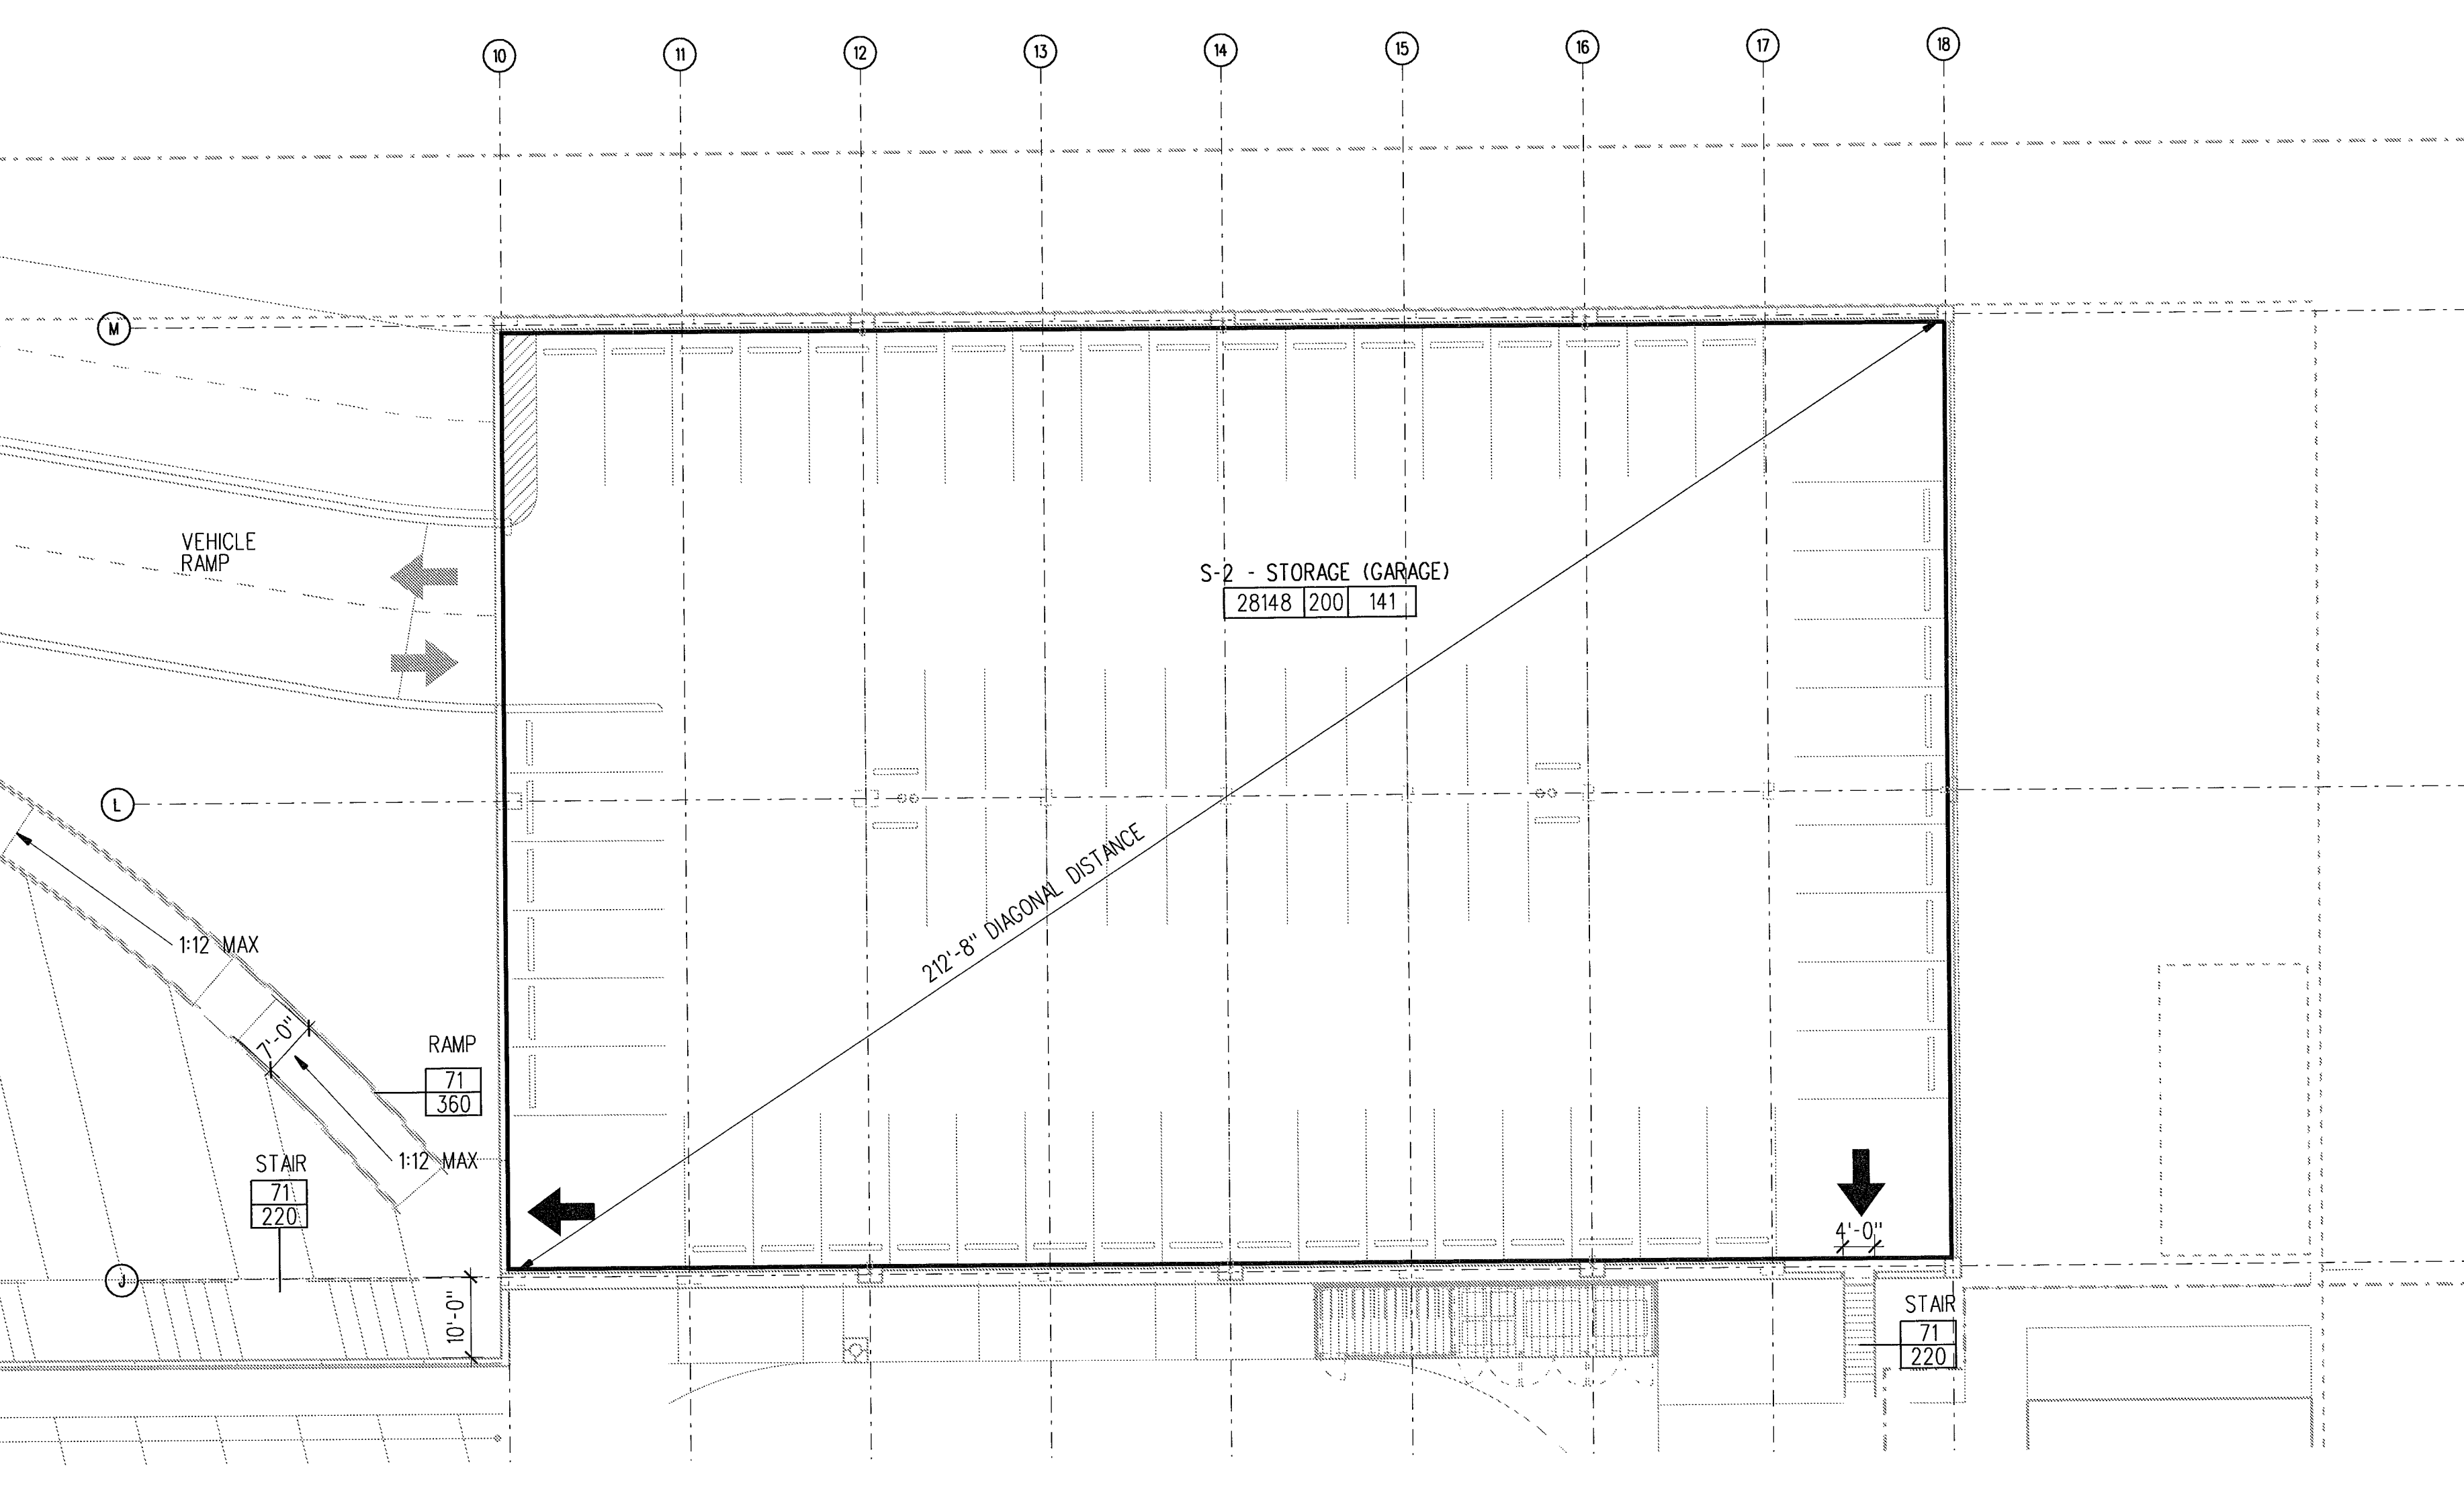 10 11 12 13 14 15 16 17 18
M
VEHICLE
RAMP
S-2 - STORAGE (GARAGE)
28148 200 141
L
212'-8" DIAGONAL DISTANCE
1:12 MAX
7'-0"
RAMP
71
360
1:12 MAX
STAIR
71
220
4'-0"
J
10'-0"
STAIR
71
220